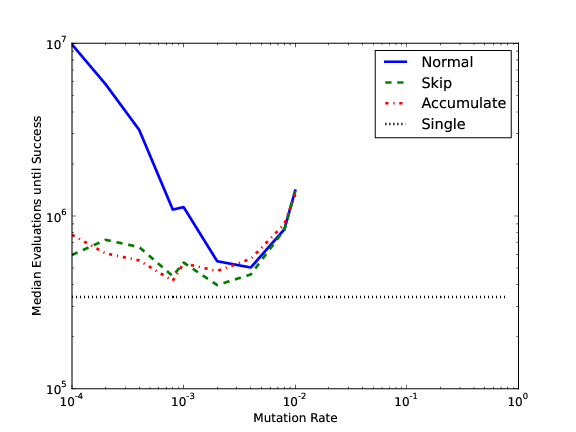 10^7
10^6
10^5
Median Evaluations until Success
Normal
Skip
Accumulate
Single
10^-4
10^-3
10^-2
10^-1
10^0
Mutation Rate